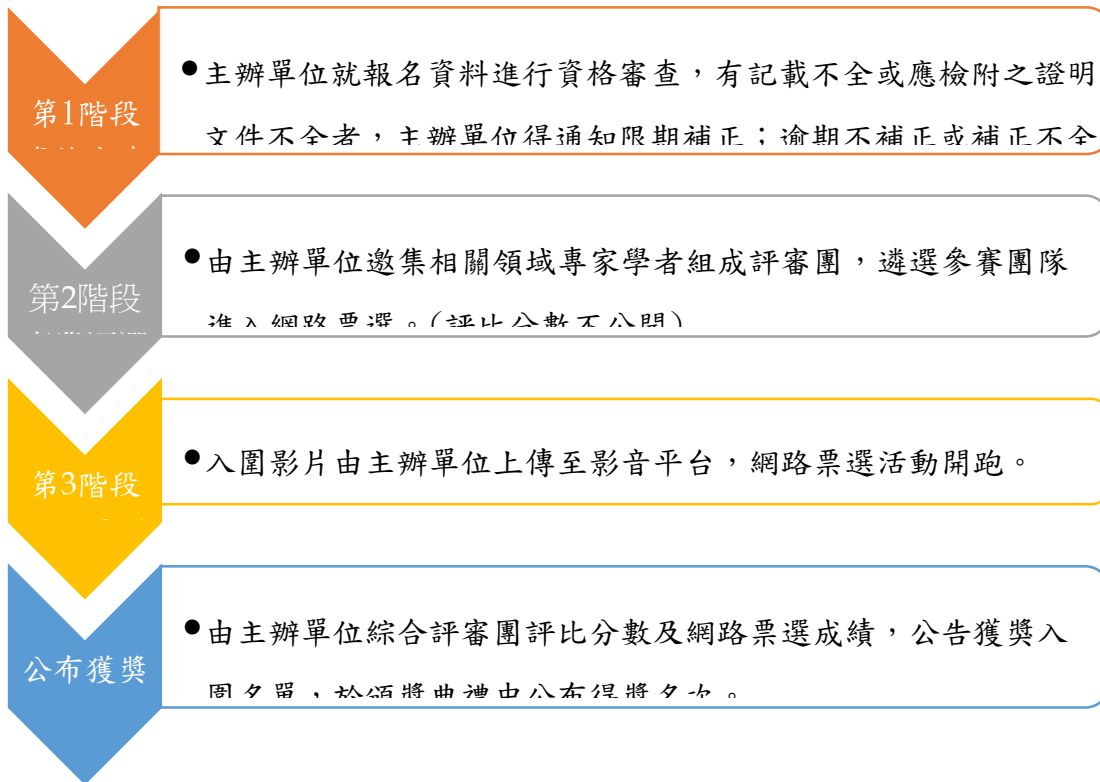 第1階段
●主辦單位就報名資料進行資格審查，有記載不全或應檢附之證明
文件不全者，主辦單位得通知限期補正；逾期不補正或補正不全
第2階段
●由主辦單位邀集相關領域專家學者組成評審團，遴選參賽團隊
進入網路票選。(評比分數不公開)
第3階段
●入圍影片由主辦單位上傳至影音平台，網路票選活動開跑。
公布獲獎
●由主辦單位綜合評審團評比分數及網路票選成績，公告獲獎入
圍名單，於頒獎典禮中公布得獎名次。